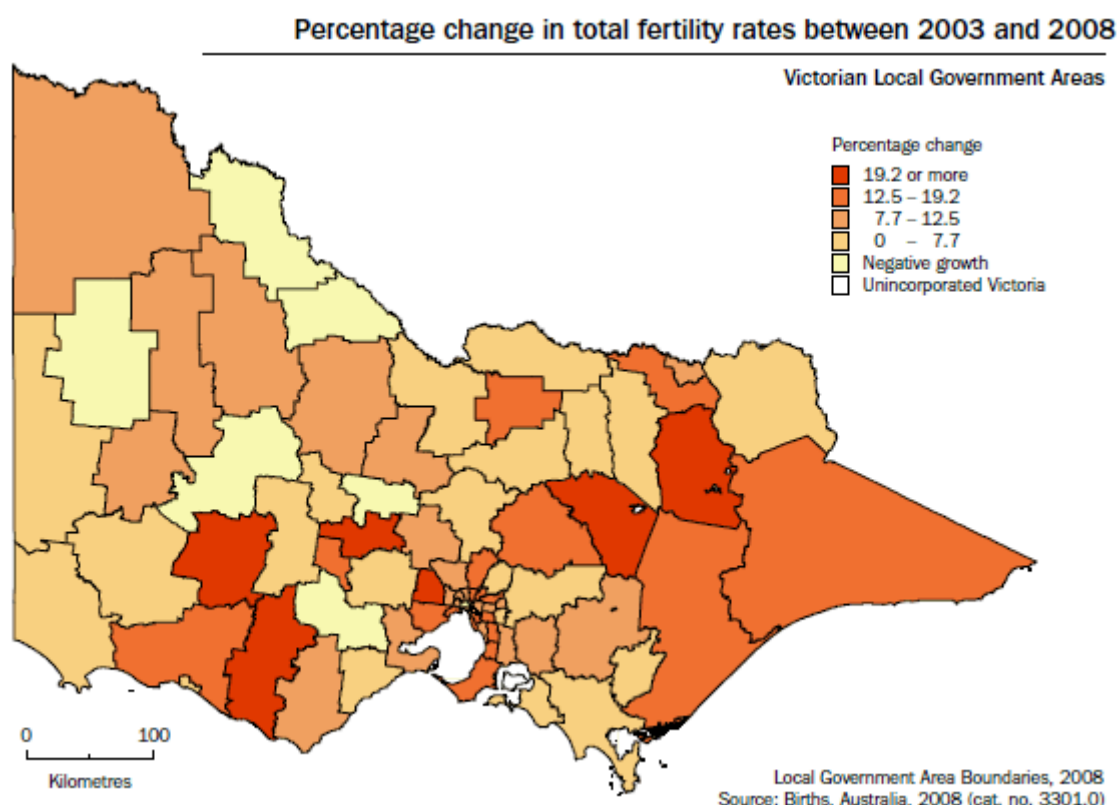 Percentage change in total fertility rates between 2003 and 2008
Victorian Local Government Areas
Percentage change
19.2 or more
12.5 – 19.2
7.7 – 12.5
0 – 7.7
Negative growth
Unincorporated Victoria
0 100
Kilometres
Local Government Area Boundaries, 2008
Source: Births, Australia, 2008 (cat. no. 3301.0)